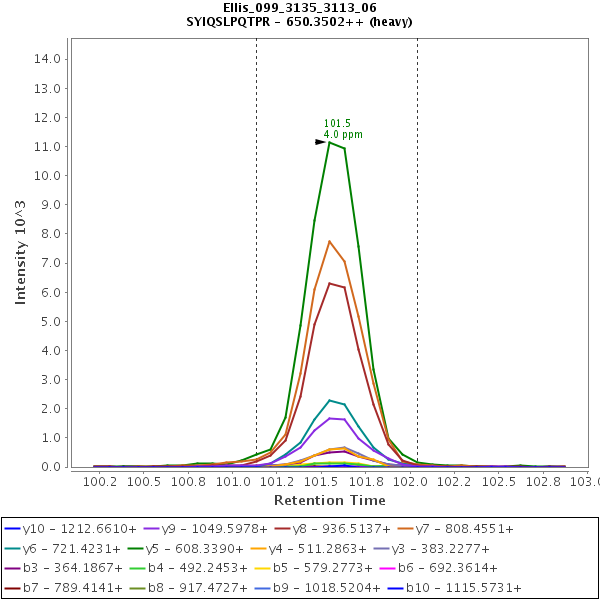 Ellis_099_3135_3113_06
SYIQSLPQTPR - 650.3502++ (heavy)
Intensity 10^3
14.0
13.0
12.0
11.0
10.0
9.0
8.0
7.0
6.0
5.0
4.0
3.0
2.0
1.0
0.0
101.5
4.0 ppm
100.2 100.5 100.8 101.0 101.2 101.5 101.8 102.0 102.2 102.5 102.8 103.0
Retention Time
y10 - 1212.6610+ y9 - 1049.5978+ y8 - 936.5137+ y7 - 808.4551+
y6 - 721.4231+ y5 - 608.3390+ y4 - 511.2863+ y3 - 383.2277+
b3 - 364.1867+ b4 - 492.2453+ b5 - 579.2773+ b6 - 692.3614+
b7 - 789.4141+ b8 - 917.4727+ b9 - 1018.5204+ b10 - 1115.5731+